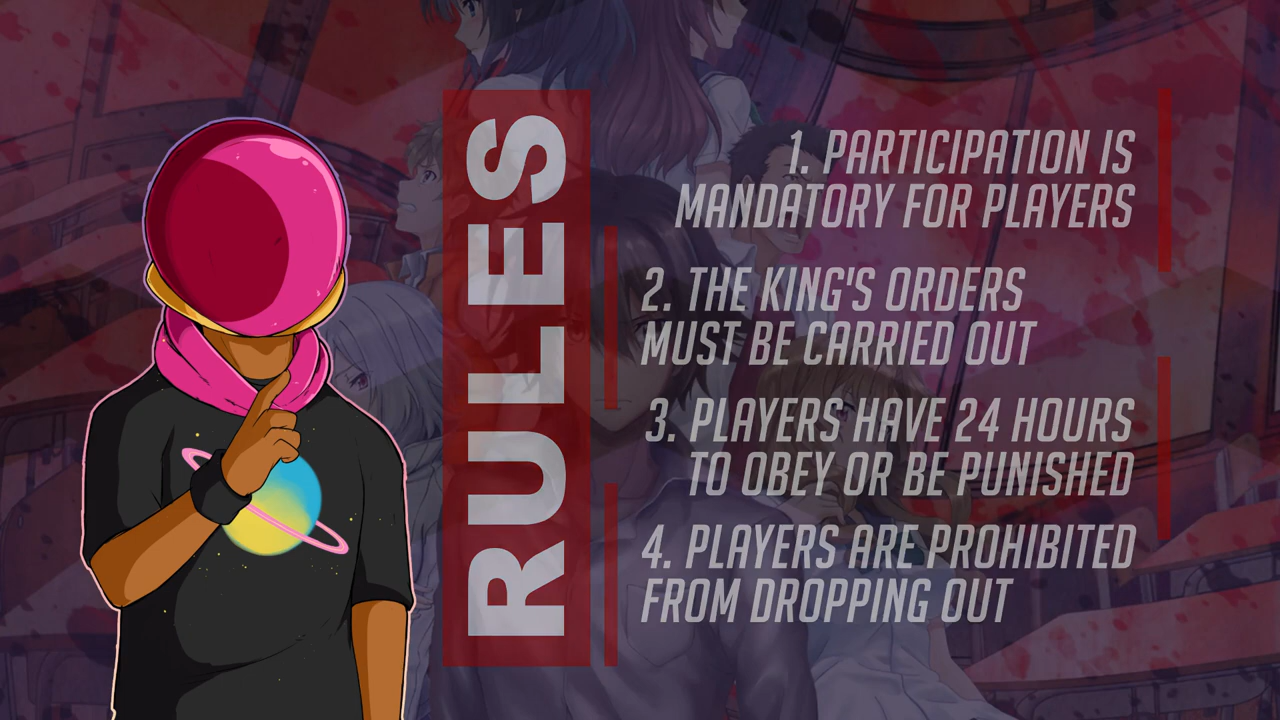 RULES
1. PARTICIPATION IS
MANDATORY FOR PLAYERS
2. THE KING'S ORDERS
MUST BE CARRIED OUT
3. PLAYERS HAVE 24 HOURS
TO OBEY OR BE PUNISHED
4. PLAYERS ARE PROHIBITED
FROM DROPPING OUT